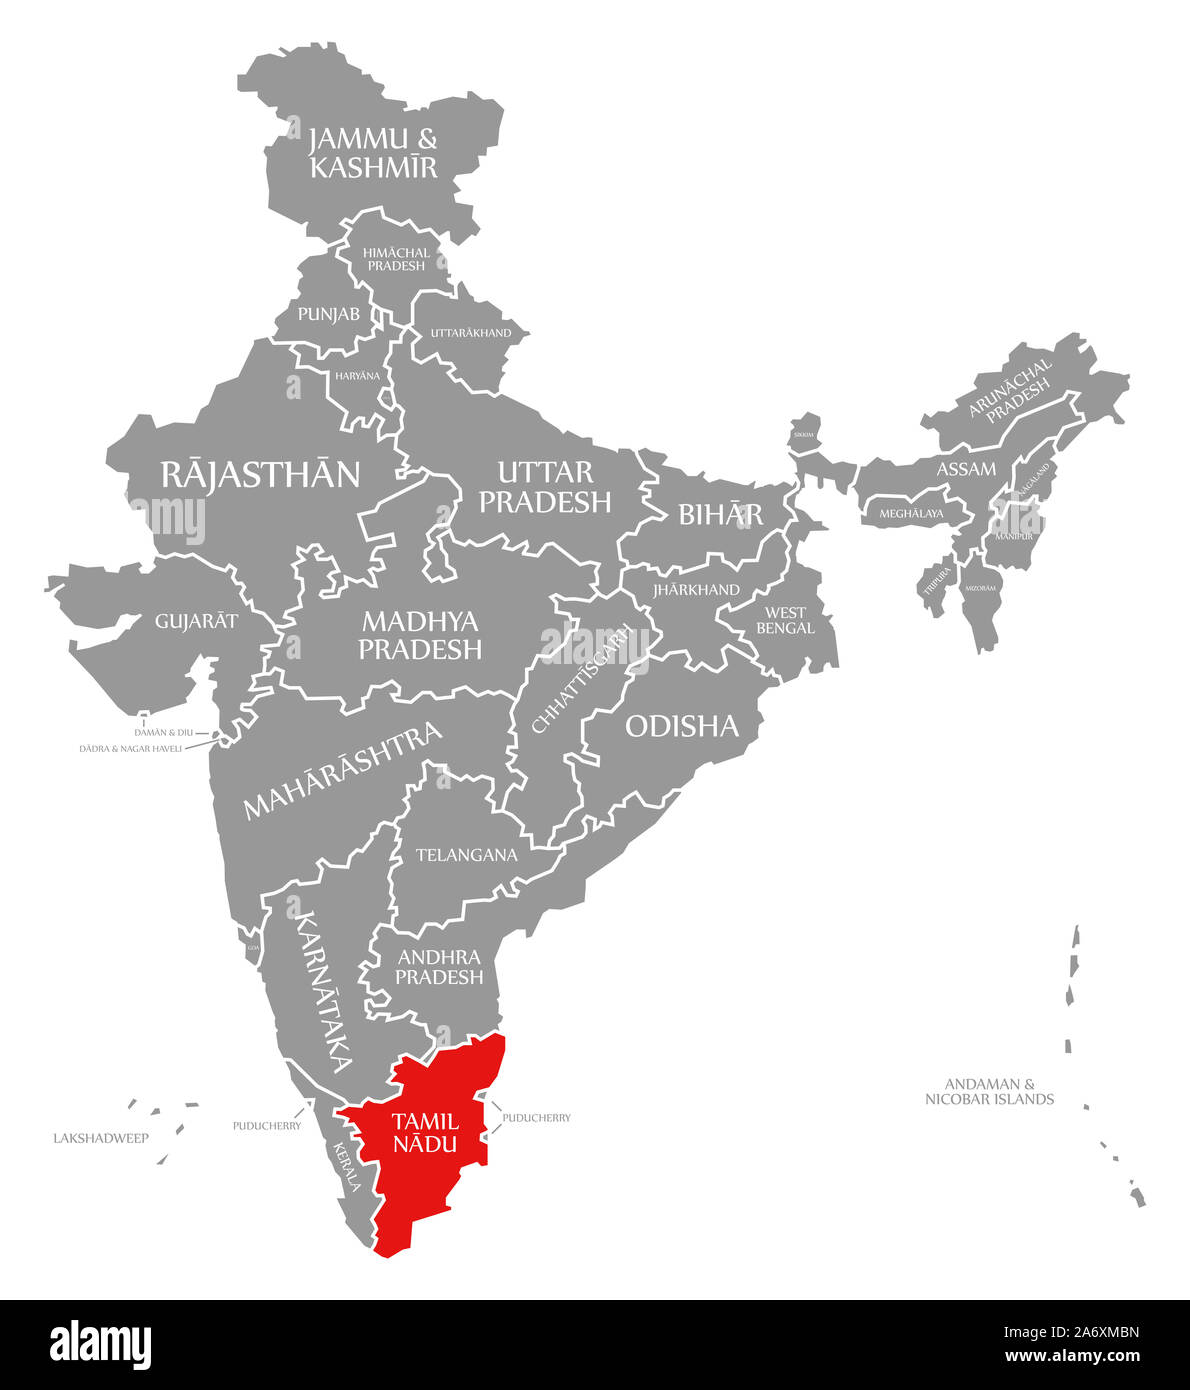 JAMMU &
KASHMĪR
HIMĀCHAL
PRADESH
PUNJAB
UTTARĀKHAND
HARYĀNA
ARUNĀCHAL
PRADESH
SIKKIM
RĀJASTHĀN
UTTAR
PRADESH
BIHĀR
ASSAM
NĀGĀLAND
MEGHĀLAYA
MANIPUR
TRIPURA
MIZORĀM
GUJARĀT
MADHYA
PRADESH
JHĀRKHAND
WEST
BENGAL
CHHATTĪSGARH
ODISHA
DAMĀN & DIU
DĀDRA & NAGAR HAVELI
MAHĀRĀSHTRA
TELANGANA
GOA
KARNĀTAKA
ANDHRA
PRADESH
ANDAMAN &
NICOBAR ISLANDS
PUDUCHERRY
PUDUCHERRY
LAKSHADWEEP
TAMIL
NĀDU
KERALA
a
a
a
a
a
a
alamy
alamy
Image ID: 2A6XMBN
www.alamy.com